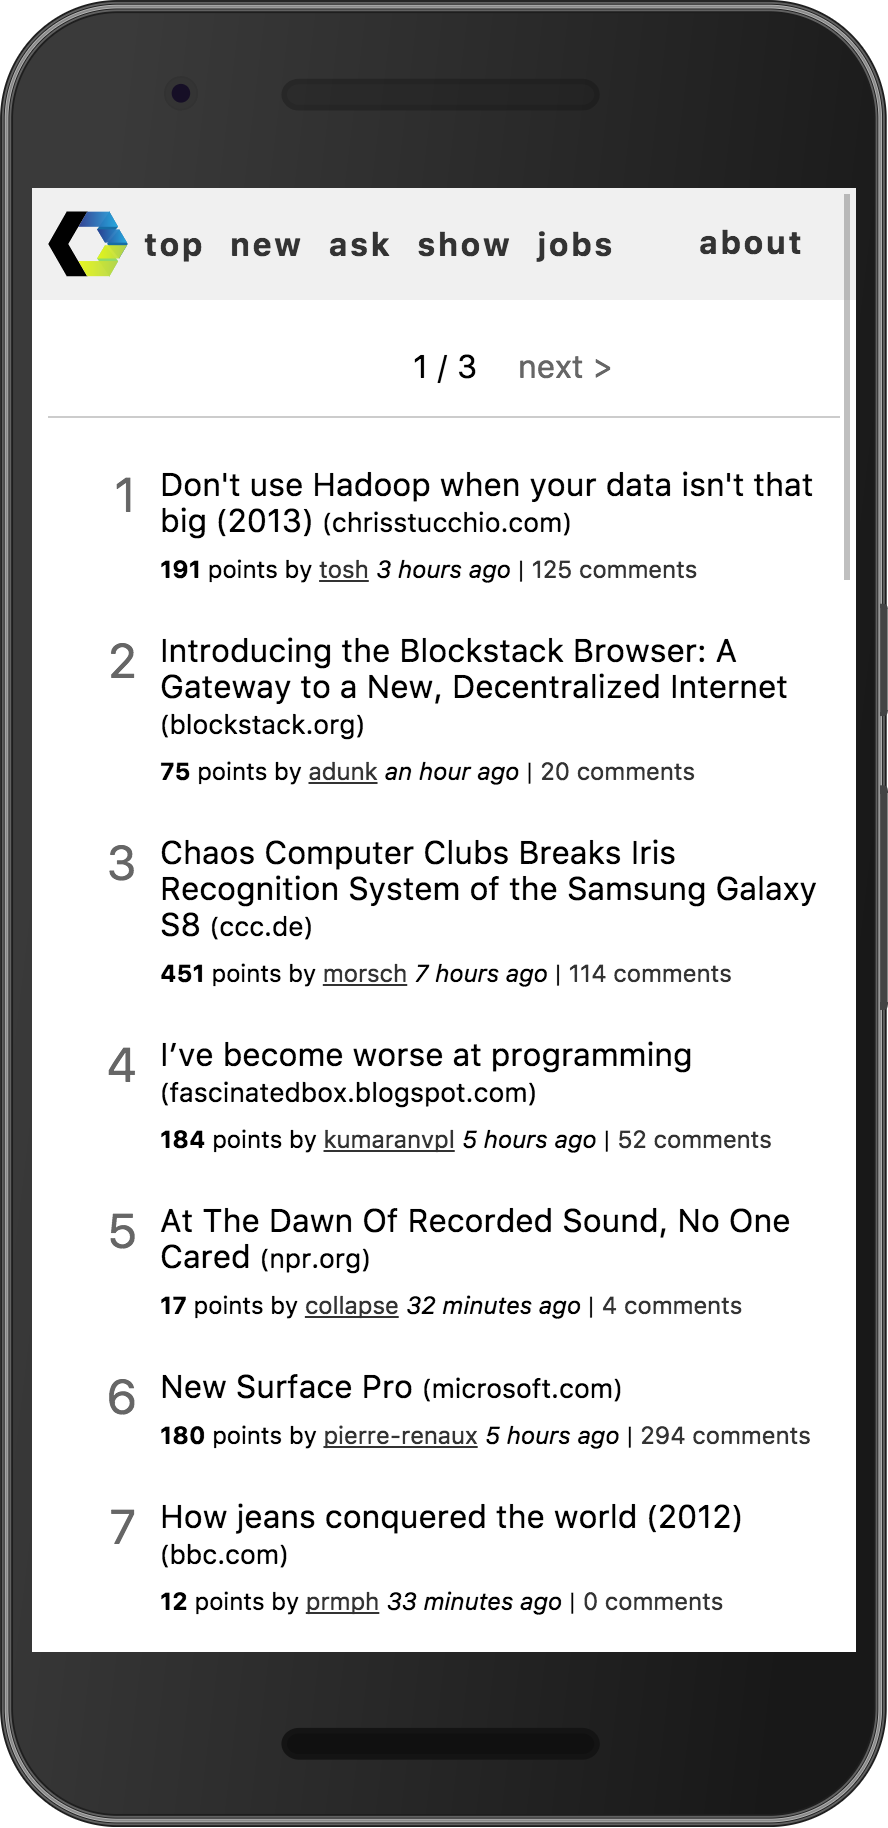 top new ask show jobs about
1 / 3 next >
1 Don't use Hadoop when your data isn't that
big (2013) (chrisstucchio.com)
191 points by tosh 3 hours ago | 125 comments
2 Introducing the Blockstack Browser: A
Gateway to a New, Decentralized Internet
(blockstack.org)
75 points by adunk an hour ago | 20 comments
3 Chaos Computer Clubs Breaks Iris
Recognition System of the Samsung Galaxy
S8 (ccc.de)
451 points by morsch 7 hours ago | 114 comments
4 I’ve become worse at programming
(fascinatedbox.blogspot.com)
184 points by kumaranvpl 5 hours ago | 52 comments
5 At The Dawn Of Recorded Sound, No One
Cared (npr.org)
17 points by collapse 32 minutes ago | 4 comments
6 New Surface Pro (microsoft.com)
180 points by pierre-renaux 5 hours ago | 294 comments
7 How jeans conquered the world (2012)
(bbc.com)
12 points by prmph 33 minutes ago | 0 comments